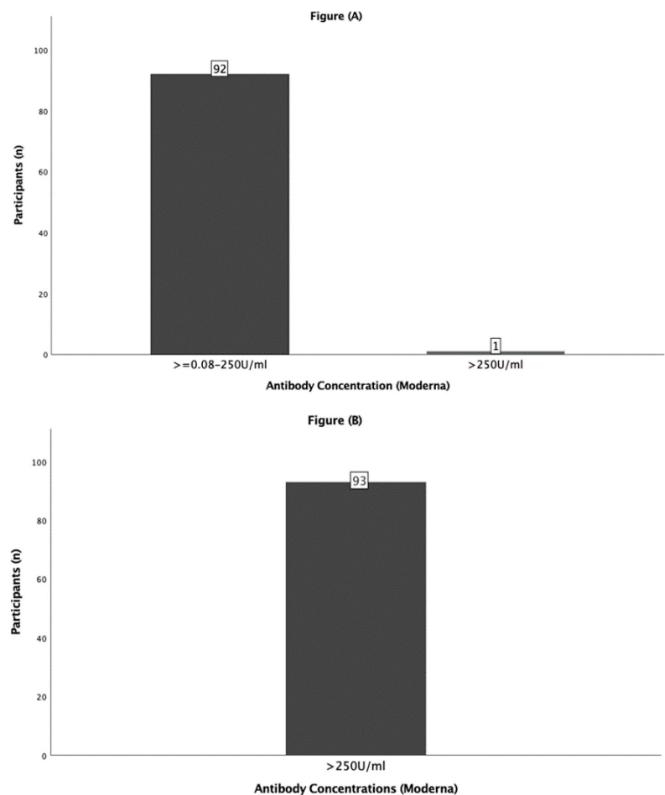 Figure (A)
100
92
80
60
40
20
0
Participants (n)
1
>=0.08–250U/ml
>250U/ml
Antibody Concentration (Moderna)
Figure (B)
100
93
80
60
40
20
0
Participants (n)
>250U/ml
Antibody Concentrations (Moderna)